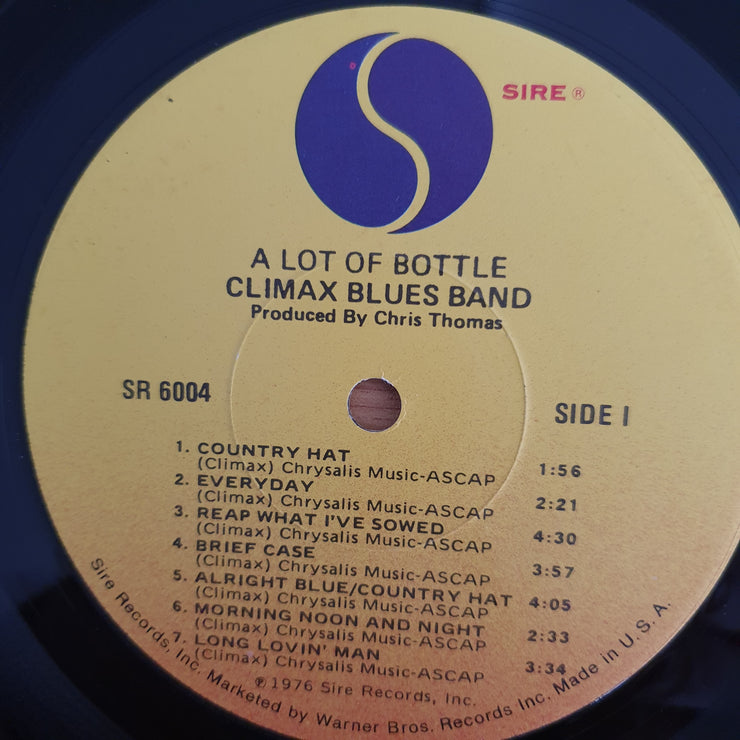 SIRE ®
A LOT OF BOTTLE
CLIMAX BLUES BAND
Produced By Chris Thomas
SR 6004
SIDE I
1. COUNTRY HAT
(Climax) Chrysalis Music-ASCAP 1:56
2. EVERYDAY
(Climax) Chrysalis Music-ASCAP 2:21
3. REAP WHAT I'VE SOWED
(Climax) Chrysalis Music-ASCAP 4:30
4. BRIEF CASE
(Climax) Chrysalis Music-ASCAP 3:57
5. ALRIGHT BLUE/COUNTRY HAT 4:05
(Climax) Chrysalis Music-ASCAP
6. MORNING NOON AND NIGHT
(Climax) Chrysalis Music-ASCAP 2:33
7. LONG LOVIN' MAN
(Climax) Chrysalis Music-ASCAP 3:34
℗ 1976 Sire Records, Inc.
Sire Records, Inc. Marketed by Warner Bros. Records Inc. Made in U.S.A.